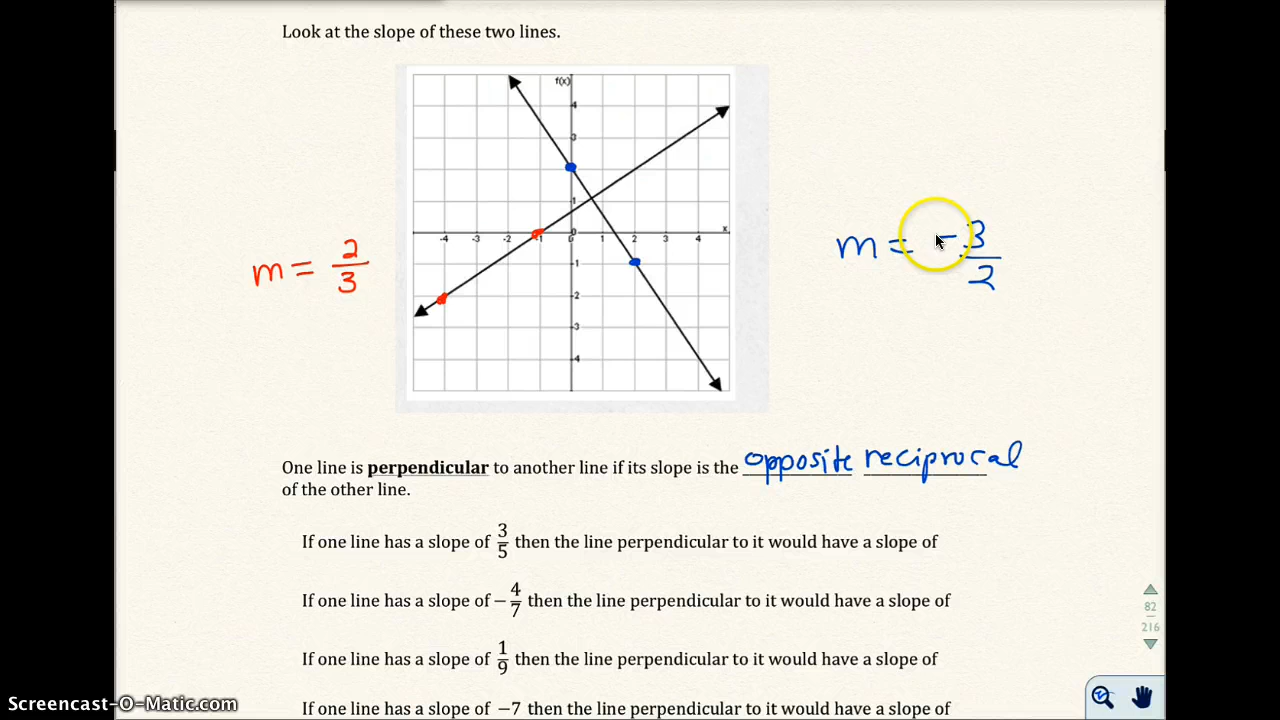 Look at the slope of these two lines.
f(x)
4
3
1
x
-4 -3 -2 -1 0 0 1 2 3 4
-1
-2
-3
-4
m = 2/3
m = -3/2
One line is perpendicular to another line if its slope is the opposite reciprocal
of the other line.
If one line has a slope of 3/5 then the line perpendicular to it would have a slope of
If one line has a slope of −4/7 then the line perpendicular to it would have a slope of
If one line has a slope of 1/9 then the line perpendicular to it would have a slope of
If one line has a slope of −7 then the line perpendicular to it would have a slope of
82
216
Screencast-O-Matic.com